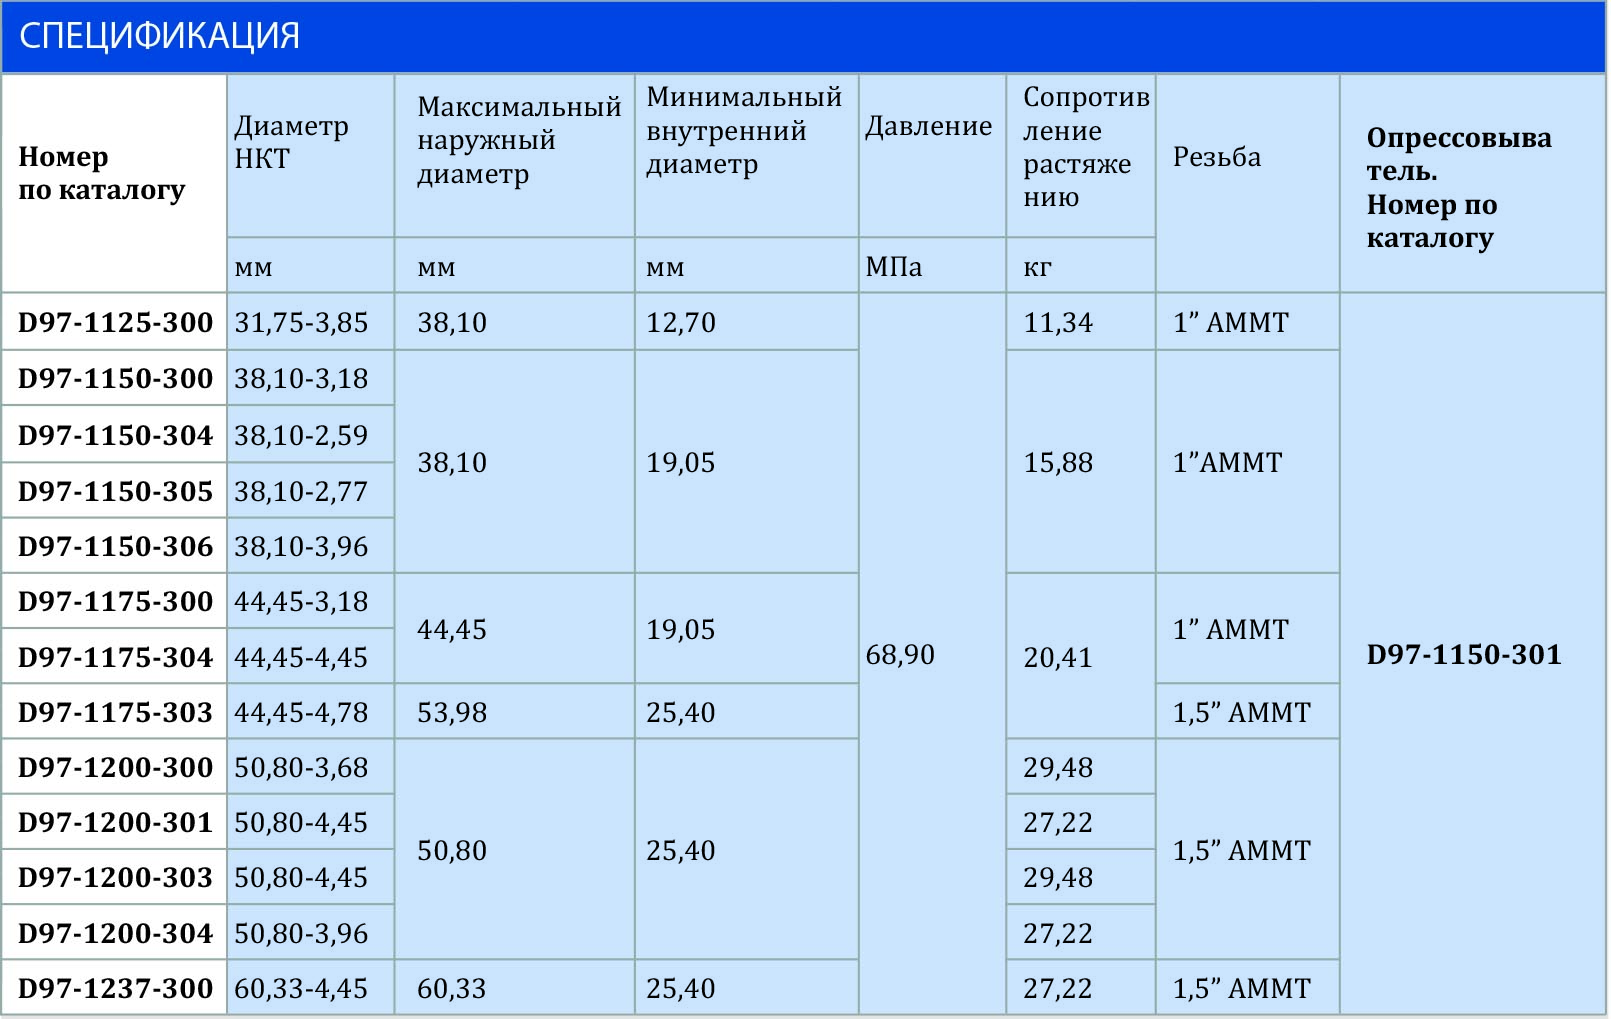 СПЕЦИФИКАЦИЯ
Номер
по каталогу
Диаметр
НКТ
Максимальный
наружный
диаметр
Минимальный
внутренний
диаметр
Давление
Сопротив
ление
растяже
нию
Резьба
Опрессовыва
тель.
Номер по
каталогу
мм мм мм МПа кг
D97-1125-300 31,75-3,85 38,10 12,70 11,34 1” АММТ
D97-1150-300 38,10-3,18
D97-1150-304 38,10-2,59
38,10 19,05 15,88 1”АММТ
D97-1150-305 38,10-2,77
D97-1150-306 38,10-3,96
D97-1175-300 44,45-3,18
44,45 19,05 1” АММТ
D97-1175-304 44,45-4,45 68,90 20,41 D97-1150-301
D97-1175-303 44,45-4,78 53,98 25,40 1,5” АММТ
D97-1200-300 50,80-3,68 29,48
D97-1200-301 50,80-4,45 27,22
50,80 25,40 1,5” АММТ
D97-1200-303 50,80-4,45 29,48
D97-1200-304 50,80-3,96 27,22
D97-1237-300 60,33-4,45 60,33 25,40 27,22 1,5” АММТ